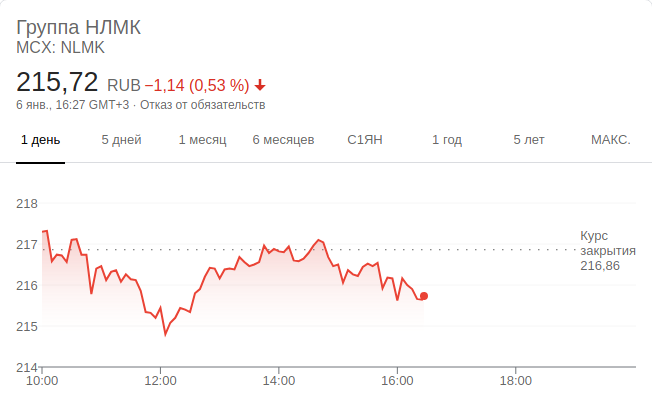 Группа НЛМК
MCX: NLMK
215,72 RUB −1,14 (0,53 %)
6 янв., 16:27 GMT+3 · Отказ от обязательств
1 день 5 дней 1 месяц 6 месяцев С1ЯН 1 год 5 лет МАКС.
218
217
216
215
214
Курс
закрытия
216,86
10:00 12:00 14:00 16:00 18:00